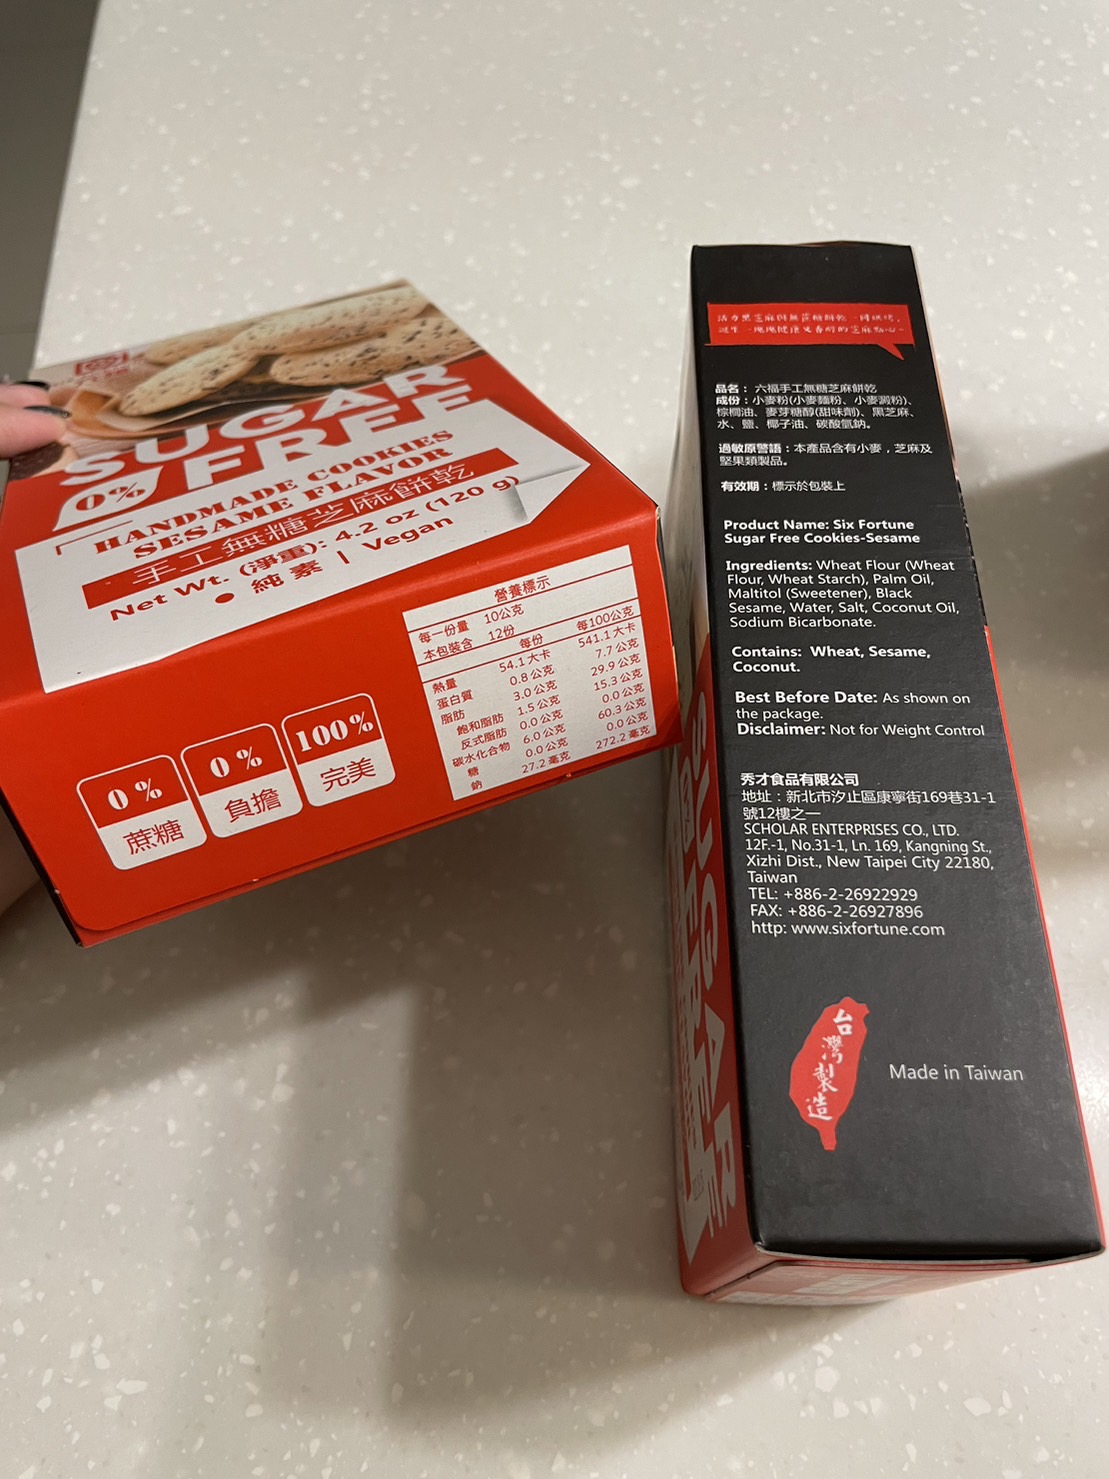 SUGAR
0% FREE
HANDMADE COOKIES
SESAME FLAVOR
手工無糖芝麻餅乾
Net Wt. (淨重): 4.2 oz (120 g)
● 純素 | Vegan
0%
蔗糖
0%
負擔
100%
完美
營養標示
每一份量 10公克
本包裝含 12份
每份 每100公克
熱量 54.1大卡 541.1大卡
蛋白質 0.8公克 7.7公克
脂肪 3.0公克 29.9公克
飽和脂肪 1.5公克 15.3公克
反式脂肪 0.0公克 0.0公克
碳水化合物 6.0公克 60.3公克
糖 0.0公克 0.0公克
鈉 27.2毫克 272.2毫克
品名：六福手工無糖芝麻餅乾
成份：小麥粉(小麥麵粉、小麥澱粉)、
棕櫚油、麥芽糖醇(甜味劑)、黑芝麻、
水、鹽、椰子油、碳酸氫鈉。
過敏原警語：本產品含有小麥，芝麻及
堅果類製品。
有效期：標示於包裝上
Product Name: Six Fortune
Sugar Free Cookies-Sesame
Ingredients: Wheat Flour (Wheat
Flour, Wheat Starch), Palm Oil,
Maltitol (Sweetener), Black
Sesame, Water, Salt, Coconut Oil,
Sodium Bicarbonate.
Contains: Wheat, Sesame,
Coconut.
Best Before Date: As shown on
the package.
Disclaimer: Not for Weight Control
秀才食品有限公司
地址：新北市汐止區康寧街169巷31-1
號12樓之一
SCHOLAR ENTERPRISES CO., LTD.
12F.-1, No.31-1, Ln. 169, Kangning St.,
Xizhi Dist., New Taipei City 22180,
Taiwan
TEL: +886-2-26922929
FAX: +886-2-26927896
http: www.sixfortune.com
台灣製造
Made in Taiwan
SUGAR